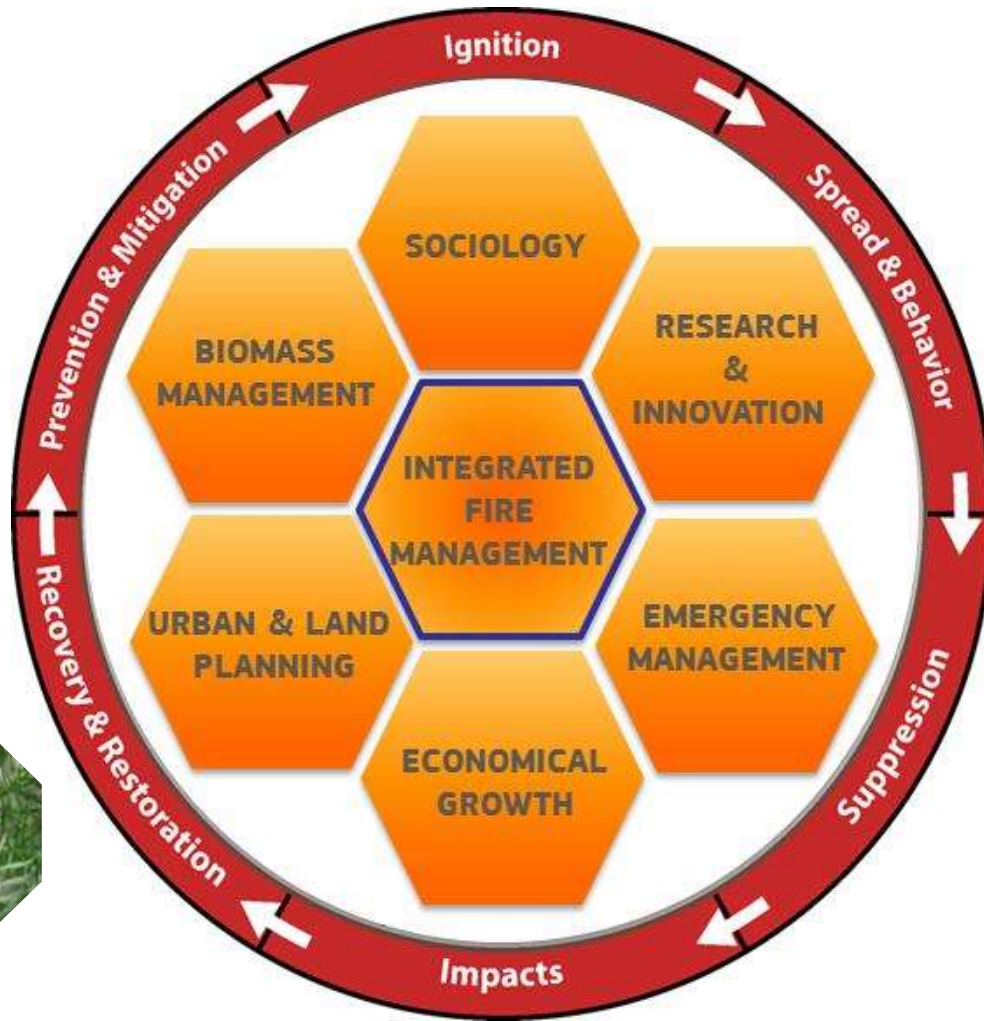 Ignition
Spread & Behavior
Suppression
Impacts
Recovery & Restoration
Prevention & Mitigation
SOCIOLOGY
RESEARCH
&
INNOVATION
EMERGENCY
MANAGEMENT
ECONOMICAL
GROWTH
URBAN & LAND
PLANNING
BIOMASS
MANAGEMENT
INTEGRATED
FIRE
MANAGEMENT